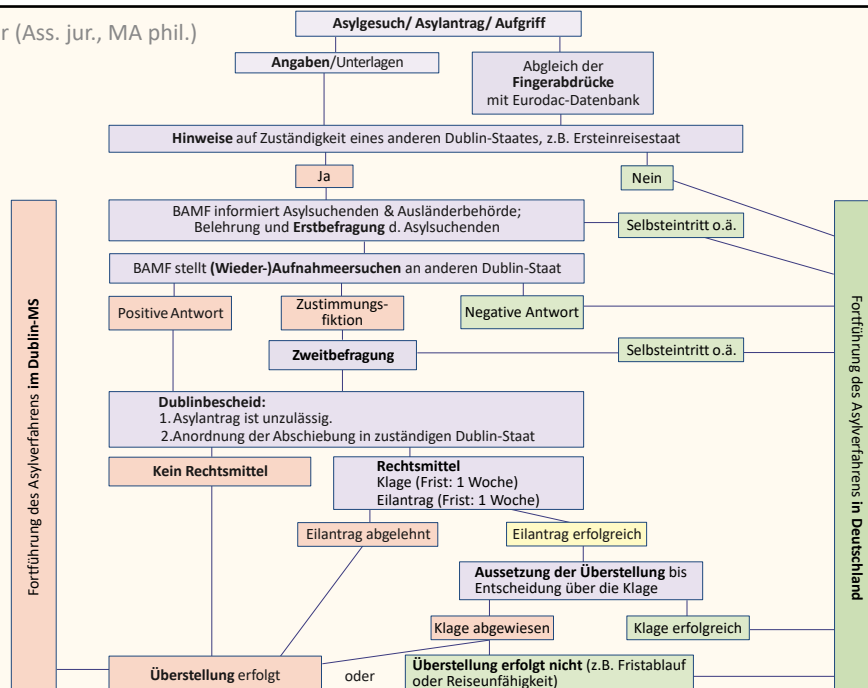 r (Ass. jur., MA phil.)
Asylgesuch/ Asylantrag/ Aufgriff
Angaben/Unterlagen
Abgleich der
Fingerabdrücke
mit Eurodac-Datenbank
Hinweise auf Zuständigkeit eines anderen Dublin-Staates, z.B. Ersteinreisestaat
Ja
Nein
BAMF informiert Asylsuchenden & Ausländerbehörde;
Belehrung und Erstbefragung d. Asylsuchenden
Selbsteintritt o.ä.
BAMF stellt (Wieder-)Aufnahmeersuchen an anderen Dublin-Staat
Positive Antwort
Zustimmungs-
fiktion
Negative Antwort
Zweitbefragung
Selbsteintritt o.ä.
Dublinbescheid:
1. Asylantrag ist unzulässig.
2.Anordnung der Abschiebung in zuständigen Dublin-Staat
Kein Rechtsmittel
Rechtsmittel
Klage (Frist: 1 Woche)
Eilantrag (Frist: 1 Woche)
Eilantrag abgelehnt
Eilantrag erfolgreich
Aussetzung der Überstellung bis
Entscheidung über die Klage
Klage abgewiesen
Klage erfolgreich
Überstellung erfolgt
oder
Überstellung erfolgt nicht (z.B. Fristablauf
oder Reiseunfähigkeit)
Fortführung des Asylverfahrens im Dublin-MS
Fortführung des Asylverfahrens in Deutschland